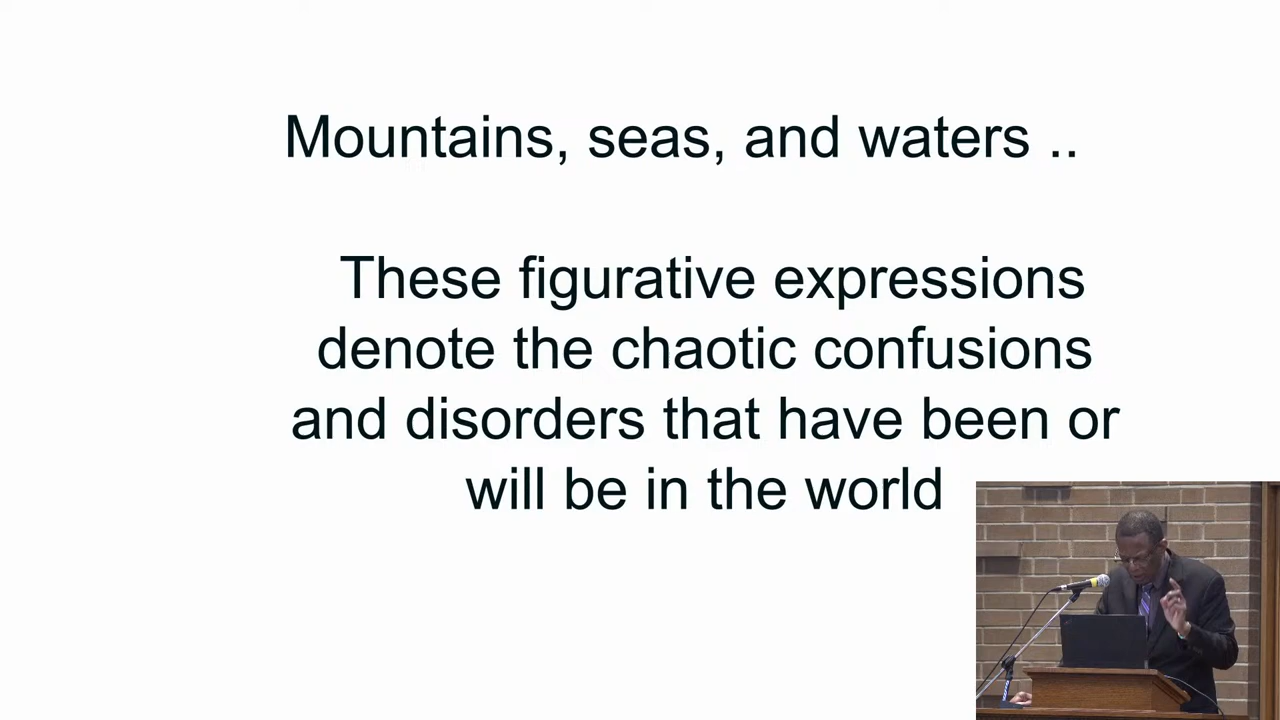 Mountains, seas, and waters ..
These figurative expressions
denote the chaotic confusions
and disorders that have been or
will be in the world